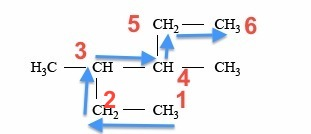 5 CH₂ — CH₃ 6
3
H₃C — CH — CH — CH₃
4
2 1
CH₂ — CH₃